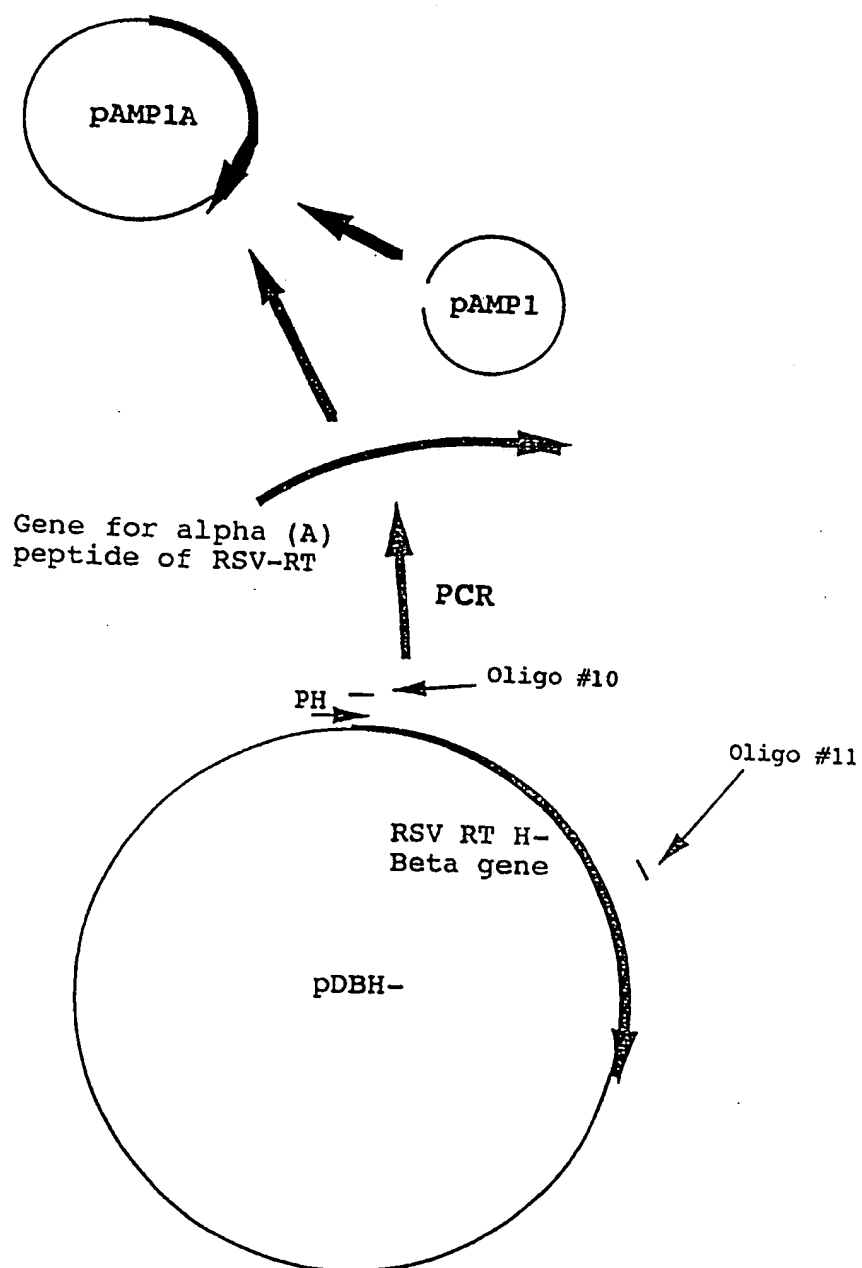 pAMP1A
pAMP1
Gene for alpha (A)
peptide of RSV-RT
PCR
Oligo #10
PH
Oligo #11
RSV RT H-
Beta gene
pDBH-